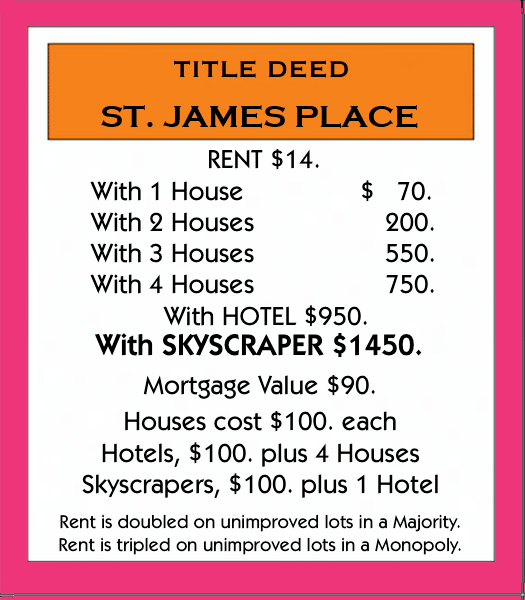 TITLE DEED
ST. JAMES PLACE
RENT $14.
With 1 House $ 70.
With 2 Houses 200.
With 3 Houses 550.
With 4 Houses 750.
With HOTEL $950.
With SKYSCRAPER $1450.
Mortgage Value $90.
Houses cost $100. each
Hotels, $100. plus 4 Houses
Skyscrapers, $100. plus 1 Hotel
Rent is doubled on unimproved lots in a Majority.
Rent is tripled on unimproved lots in a Monopoly.